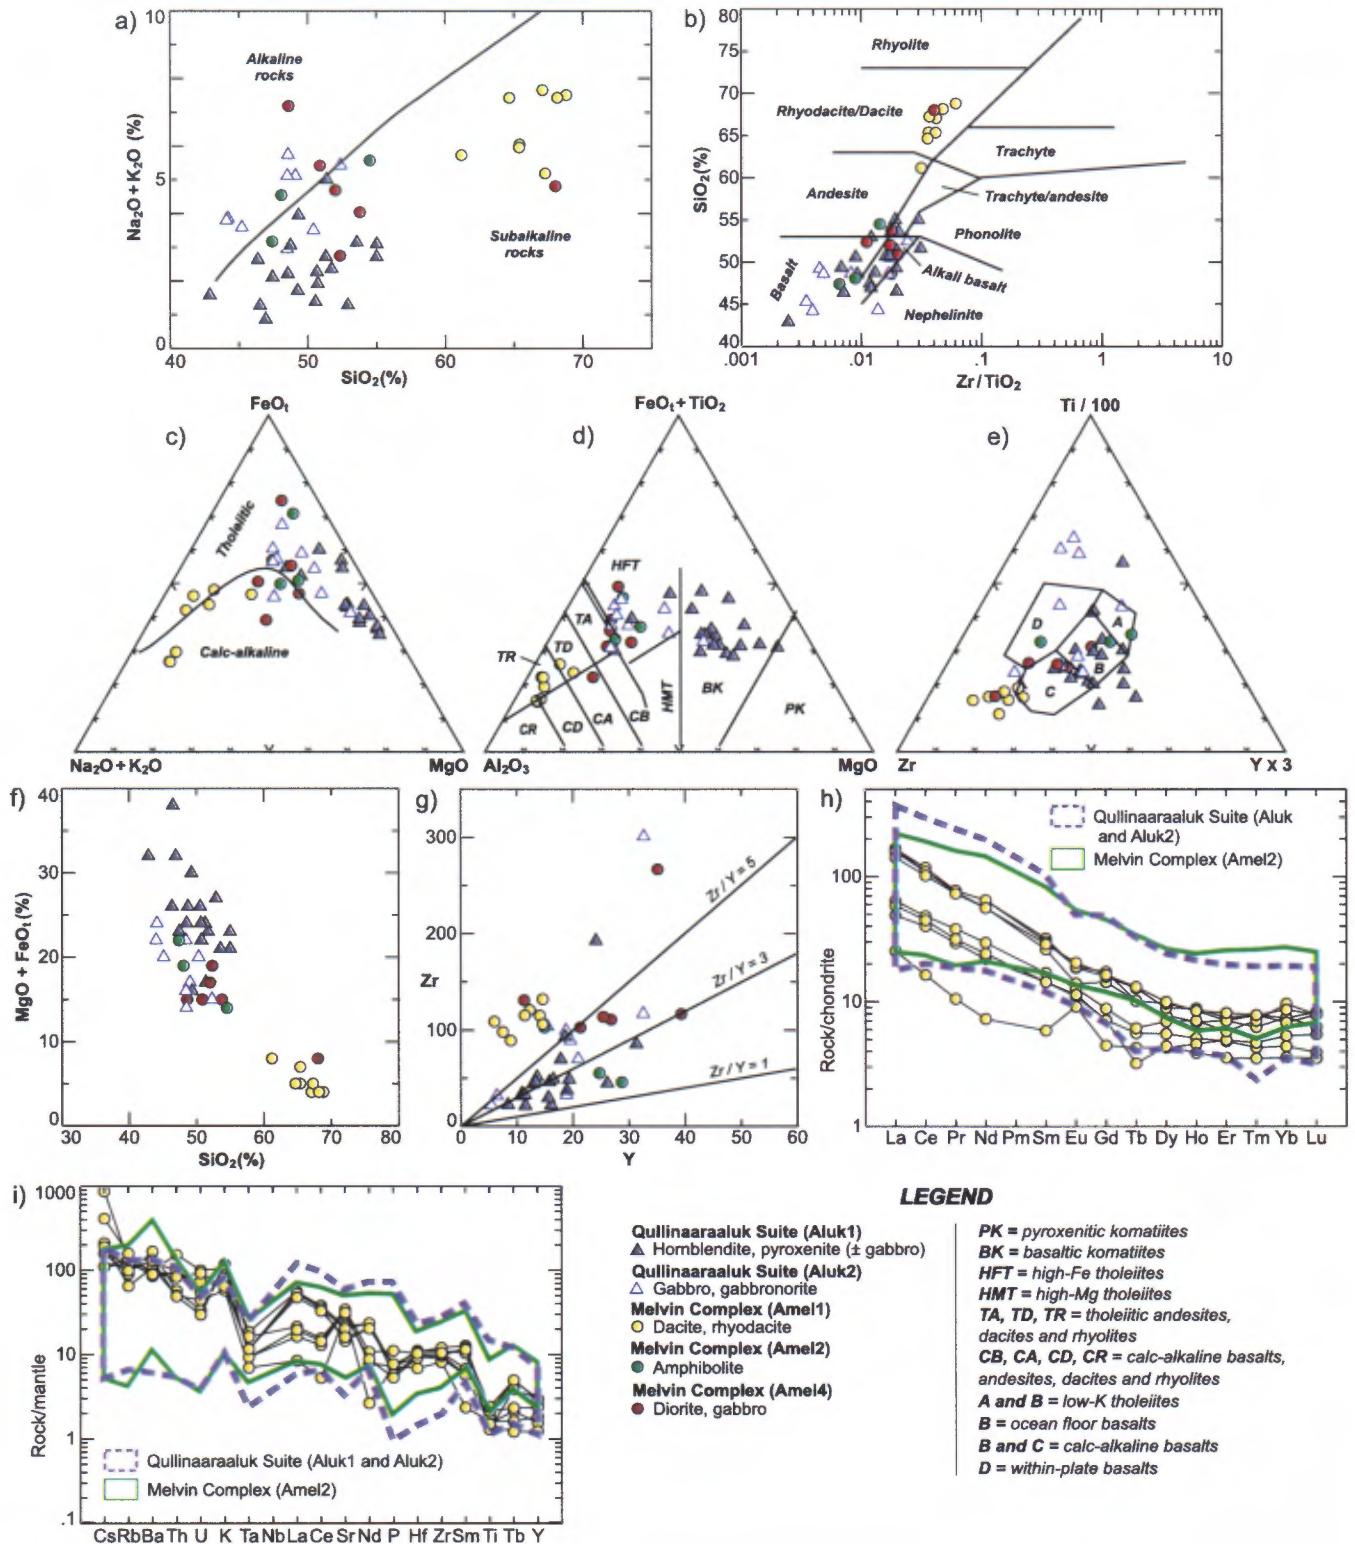 a)
Alkaline
rocks
Subalkaline
rocks
Na₂O + K₂O (%)
10
5
0
40
50
60
70
SiO₂(%)
b)
Rhyolite
Rhyodacite/Dacite
Trachyte
Andesite
Trachyte/andesite
Phonolite
Basalt
Alkali basalt
Nephelinite
SiO₂(%)
80
75
70
65
60
55
50
45
40
.001
.01
.1
1
10
Zr / TiO₂
c)
FeOₜ
Tholeiitic
Calc-alkaline
Na₂O + K₂O
MgO
d)
FeOₜ + TiO₂
HFT
TA
TD
TR
HMT
BK
PK
CR
CD
CA
CB
Al₂O₃
MgO
e)
Ti / 100
D
A
B
C
Zr
Y x 3
f)
MgO + FeOₜ (%)
40
30
20
10
0
30
40
50
60
70
80
SiO₂(%)
g)
Zr
300
200
100
0
Zr / Y = 5
Zr / Y = 3
Zr / Y = 1
0
10
20
30
40
50
60
Y
h)
Qullinaaraaluk Suite (Aluk
and Aluk2)
Melvin Complex (Amel2)
Rock/chondrite
100
10
1
La Ce Pr Nd Pm Sm Eu Gd Tb Dy Ho Er Tm Yb Lu
i)
Rock/mantle
1000
100
10
1
.1
Qullinaaraaluk Suite (Aluk1 and Aluk2)
Melvin Complex (Amel2)
Cs Rb Ba Th U K Ta Nb La Ce Sr Nd P Hf Zr Sm Ti Tb Y
LEGEND
Qullinaaraaluk Suite (Aluk1)
Hornblendite, pyroxenite (± gabbro)
Qullinaaraaluk Suite (Aluk2)
Gabbro, gabbronorite
Melvin Complex (Amel1)
Dacite, rhyodacite
Melvin Complex (Amel2)
Amphibolite
Melvin Complex (Amel4)
Diorite, gabbro
PK = pyroxenitic komatiites
BK = basaltic komatiites
HFT = high-Fe tholeiites
HMT = high-Mg tholeiites
TA, TD, TR = tholeiitic andesites,
dacites and rhyolites
CB, CA, CD, CR = calc-alkaline basalts,
andesites, dacites and rhyolites
A and B = low-K tholeiites
B = ocean floor basalts
B and C = calc-alkaline basalts
D = within-plate basalts